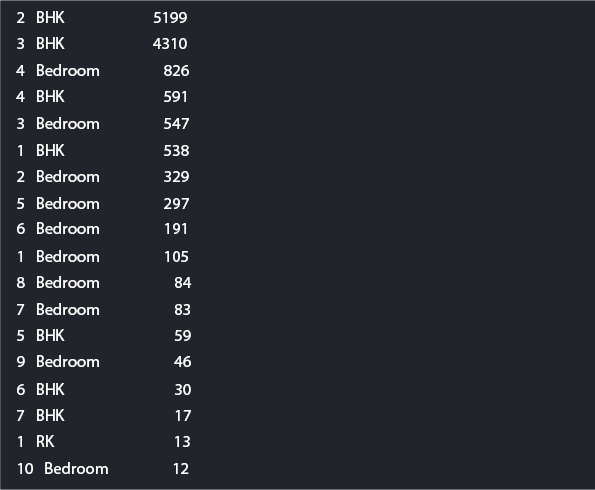 2 BHK 5199
3 BHK 4310
4 Bedroom 826
4 BHK 591
3 Bedroom 547
1 BHK 538
2 Bedroom 329
5 Bedroom 297
6 Bedroom 191
1 Bedroom 105
8 Bedroom 84
7 Bedroom 83
5 BHK 59
9 Bedroom 46
6 BHK 30
7 BHK 17
1 RK 13
10 Bedroom 12